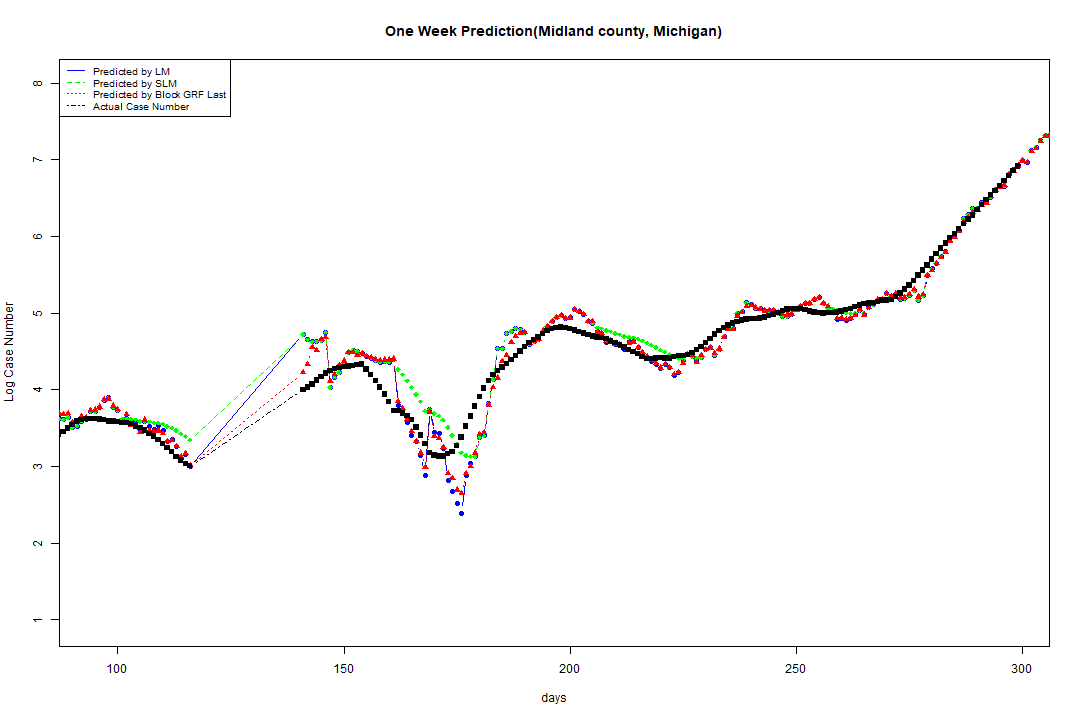 One Week Prediction(Midland county, Michigan)
Predicted by LM
Predicted by SLM
Predicted by Block GRF Last
Actual Case Number
8
7
6
5
4
3
2
1
Log Case Number
100 150 200 250 300
days